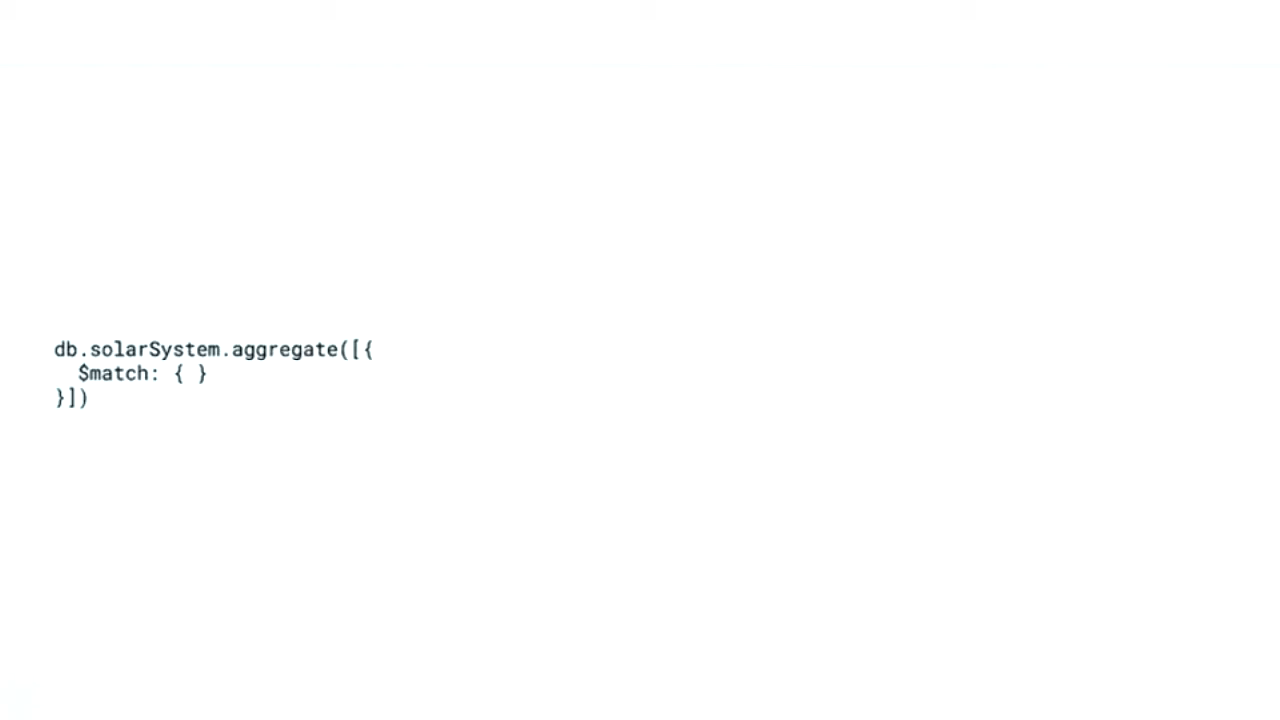 db.solarSystem.aggregate([{
  $match: { }
}])